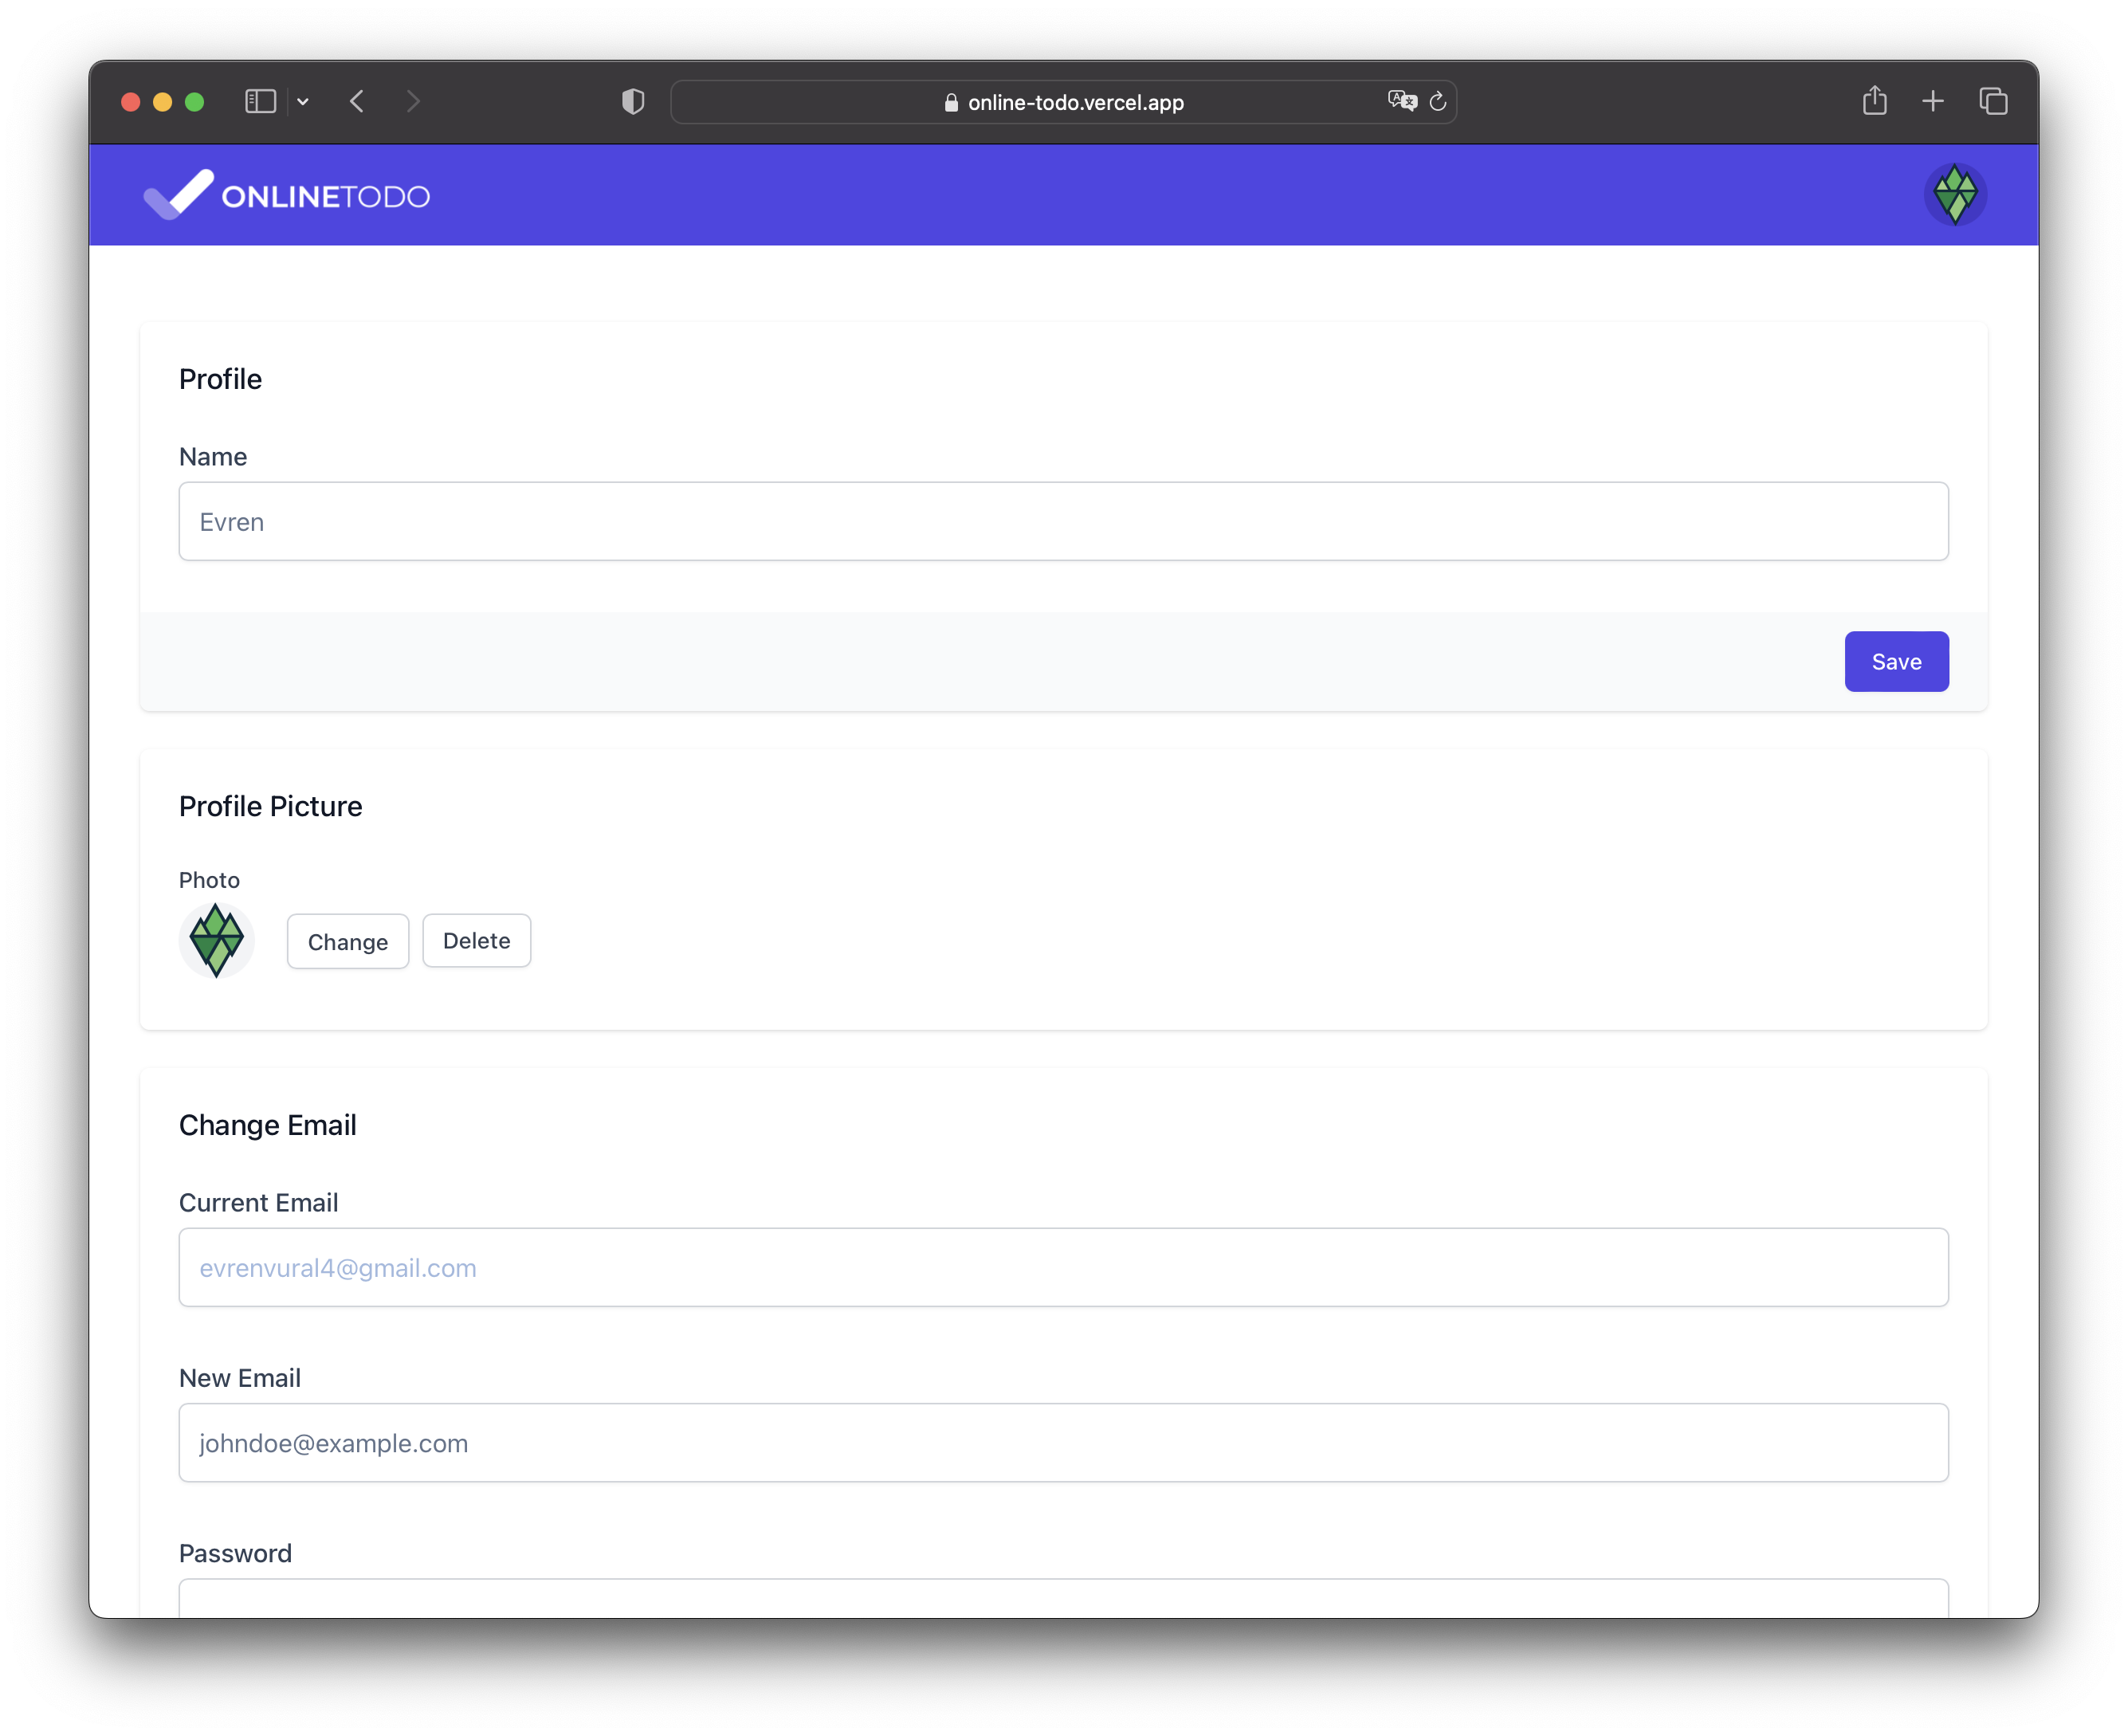 online-todo.vercel.app
ONLINETODO
Profile
Name
Evren
Save
Profile Picture
Photo
Change
Delete
Change Email
Current Email
evrenvural4@gmail.com
New Email
johndoe@example.com
Password